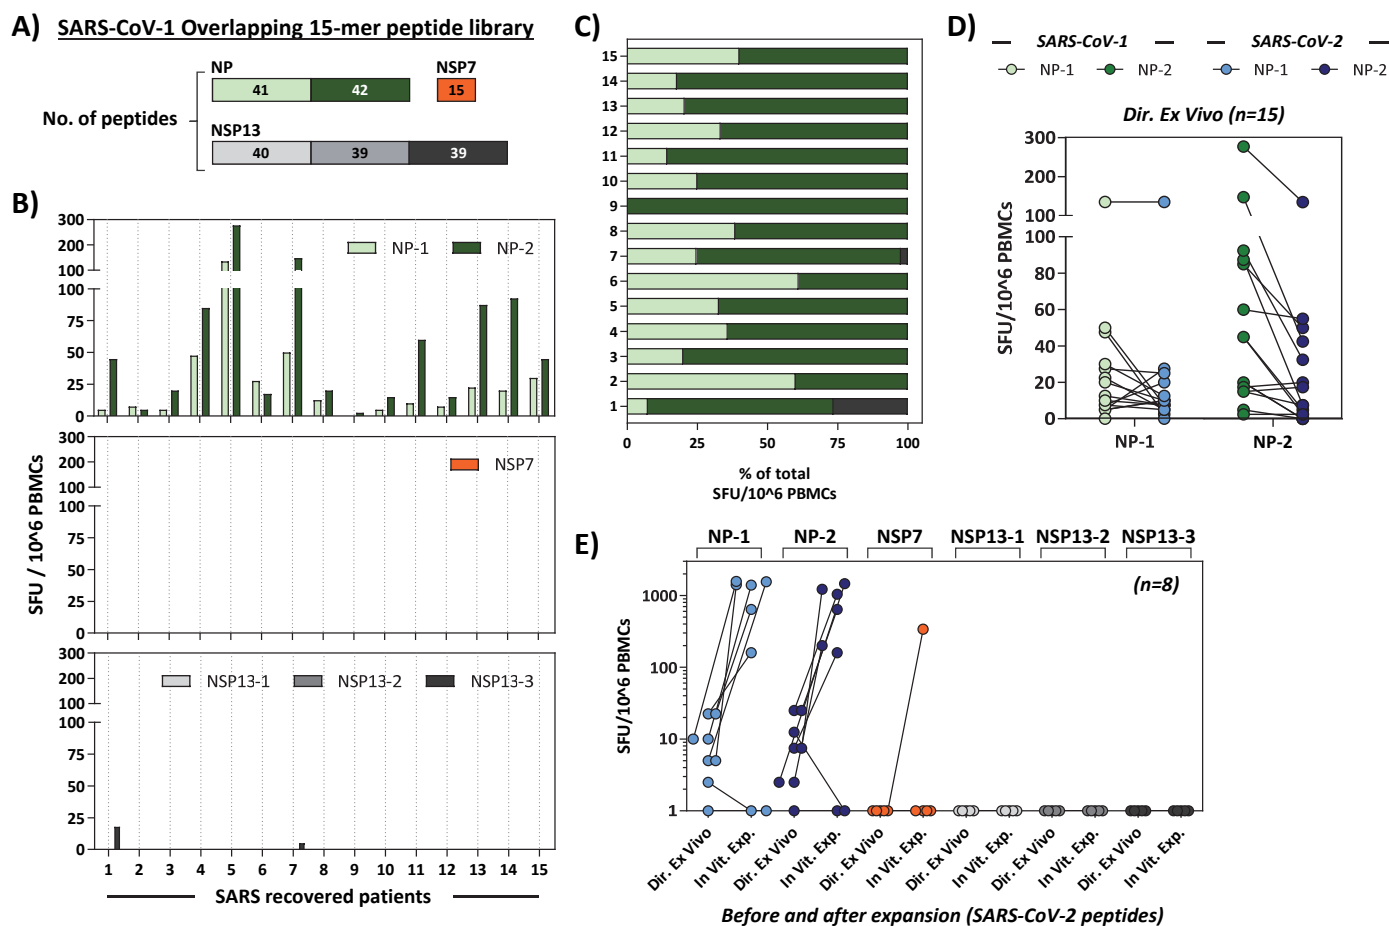 A) SARS-CoV-1 Overlapping 15-mer peptide library
NP NSP7
41 42 15
No. of peptides
NSP13
40 39 39
B)
300
200
100
100
75
50
25
0
NP-1 NP-2
300
200
100
100
75
50
25
0
NSP7
300
200
100
100
75
50
25
0
NSP13-1 NSP13-2 NSP13-3
SFU / 10^6 PBMCs
1 2 3 4 5 6 7 8 9 10 11 12 13 14 15
SARS recovered patients
C)
15
14
13
12
11
10
9
8
7
6
5
4
3
2
1
0 25 50 75 100
% of total
SFU/10^6 PBMCs
D)
SARS-CoV-1 SARS-CoV-2
NP-1 NP-2 NP-1 NP-2
Dir. Ex Vivo (n=15)
300
200
100
100
80
60
40
20
0
SFU/10^6 PBMCs
NP-1 NP-2
E)
NP-1 NP-2 NSP7 NSP13-1 NSP13-2 NSP13-3
(n=8)
1000
100
10
1
SFU/10^6 PBMCs
Dir. Ex Vivo
In Vit. Exp.
Dir. Ex Vivo
In Vit. Exp.
Dir. Ex Vivo
In Vit. Exp.
Dir. Ex Vivo
In Vit. Exp.
Dir. Ex Vivo
In Vit. Exp.
Dir. Ex Vivo
In Vit. Exp.
Before and after expansion (SARS-CoV-2 peptides)